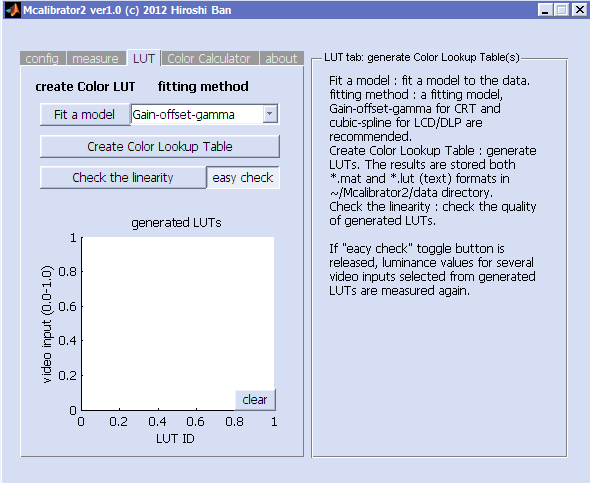 Mcalibrator2 ver1.0 (c) 2012 Hiroshi Ban
config measure LUT Color Calculator about
create Color LUT fitting method
Fit a model Gain-offset-gamma
Create Color Lookup Table
Check the linearity easy check
generated LUTs
video input (0.0-1.0)
1
0.8
0.6
0.4
0.2
0
clear
0 0.2 0.4 0.6 0.8 1
LUT ID
LUT tab: generate Color Lookup Table(s)
Fit a model : fit a model to the data.
fitting method : a fitting model,
Gain-offset-gamma for CRT and
cubic-spline for LCD/DLP are
recommended.
Create Color Lookup Table : generate
LUTs. The results are stored both
*.mat and *.lut (text) formats in
~/Mcalibrator2/data directory.
Check the linearity : check the quality
of generated LUTs.
If "eacy check" toggle button is
released, luminance values for several
video inputs selected from generated
LUTs are measured again.